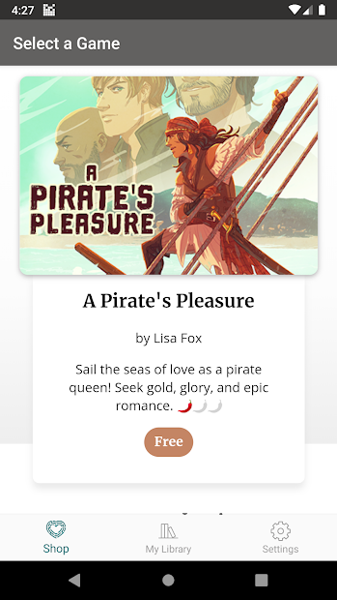 4:27
Select a Game
A
PIRATE'S
PLEASURE
A Pirate's Pleasure
by Lisa Fox
Sail the seas of love as a pirate
queen! Seek gold, glory, and epic
romance. 🌶️
Free
Shop
My Library
Settings